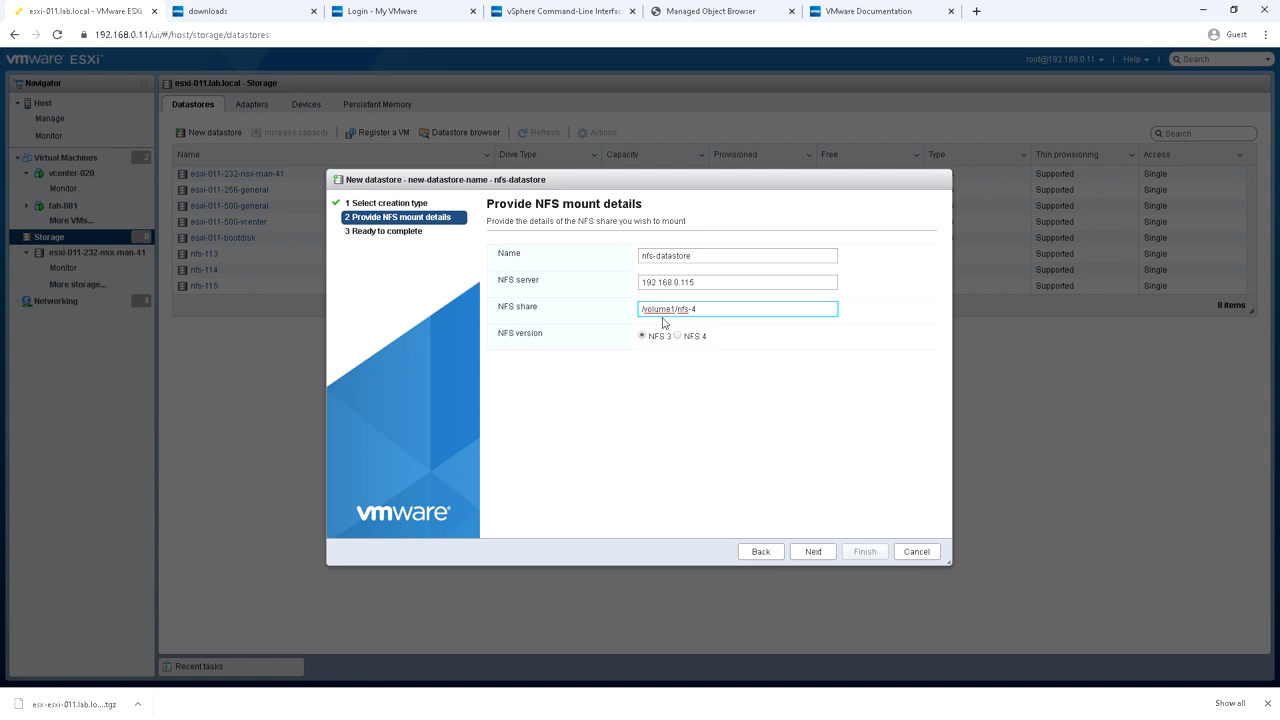 esxi-011.lab.local - VMware ESXi
downloads
Login - My VMware
vSphere Command-Line Interfac
Managed Object Browser
VMware Documentation
192.168.0.11/ui/#/host/storage/datastores
Guest
vmware ESXi
root@192.168.0.11
Help
Search
Navigator
Host
Manage
Monitor
Virtual Machines 2
vcenter-020
Monitor
fah-081
More VMs...
Storage 8
esxi-011-232-nsx-man-41
Monitor
More storage...
Networking 4
esxi-011.lab.local - Storage
Datastores Adapters Devices Persistent Memory
New datastore Increase capacity Register a VM Datastore browser Refresh Actions
Search
Name Drive Type Capacity Provisioned Free Type Thin provisioning Access
esxi-011-232-nsx-man-41 Supported Single
esxi-011-256-general Supported Single
esxi-011-500-general Supported Single
esxi-011-500-vcenter Supported Single
esxi-011-bootdisk Supported Single
nfs-113 Supported Single
nfs-114 Supported Single
nfs-115 Supported Single
8 items
New datastore - new-datastore-name - nfs-datastore
1 Select creation type
2 Provide NFS mount details
3 Ready to complete
vmware
Provide NFS mount details
Provide the details of the NFS share you wish to mount
Name nfs-datastore
NFS server 192.168.0.115
NFS share /volume1/nfs-4
NFS version NFS 3 NFS 4
Back Next Finish Cancel
Recent tasks
esx-esxi-011.lab.lo....tgz
Show all